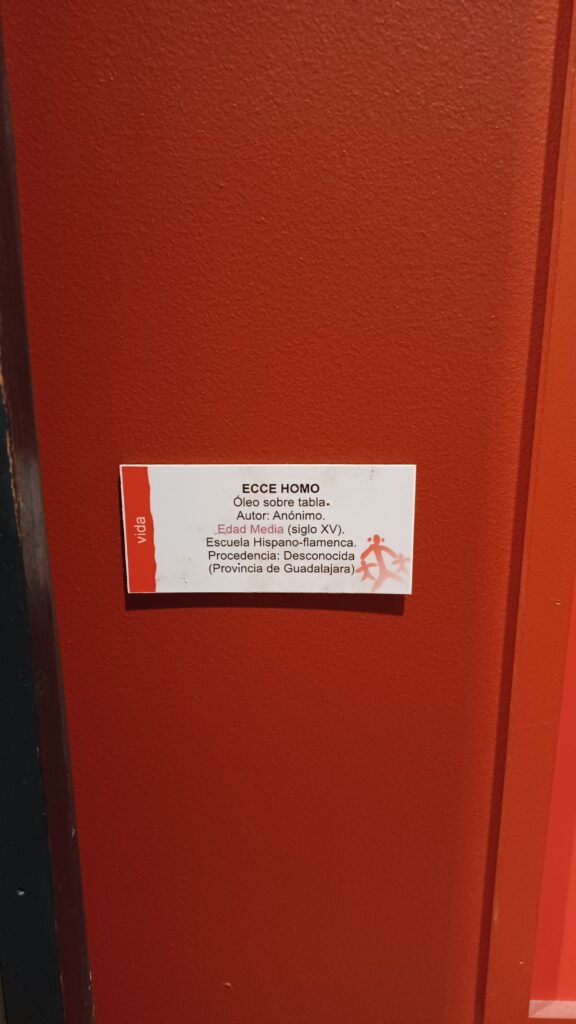 vida
ECCE HOMO
Óleo sobre tabla.
Autor: Anónimo.
Edad Media (siglo XV).
Escuela Hispano-flamenca.
Procedencia: Desconocida
(Provincia de Guadalajara)